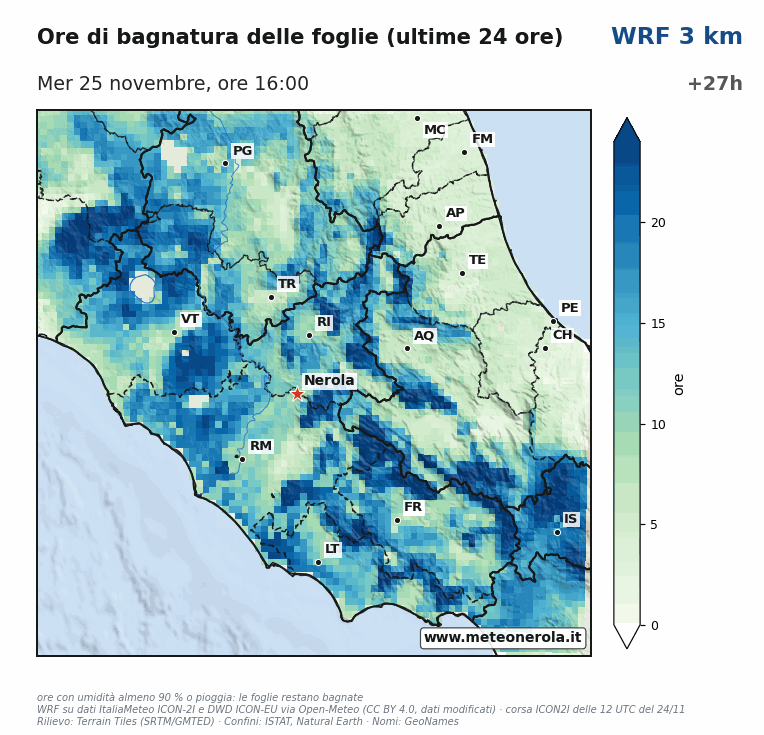 Ore di bagnatura delle foglie (ultime 24 ore)
WRF 3 km
Mer 25 novembre, ore 16:00
+27h
MC
FM
PG
AP
TE
TR
PE
VT
RI
CH
AQ
Nerola
RM
FR
IS
LT
www.meteonerola.it
20
15
10
5
0
ore
ore con umidità almeno 90 % o pioggia: le foglie restano bagnate
WRF su dati ItaliaMeteo ICON-2I e DWD ICON-EU via Open-Meteo (CC BY 4.0, dati modificati) · corsa ICON2I delle 12 UTC del 24/11
Rilievo: Terrain Tiles (SRTM/GMTED) · Confini: ISTAT, Natural Earth · Nomi: GeoNames